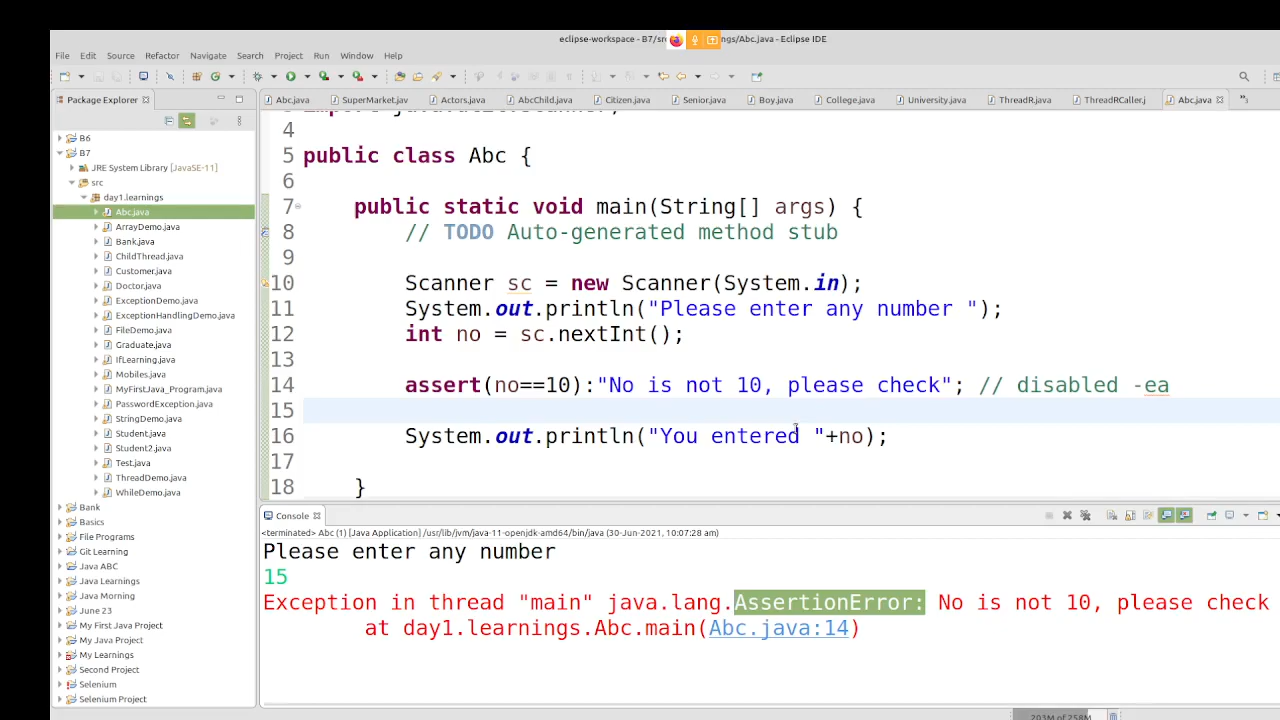 eclipse-workspace - B7/src ngs/Abc.java - Eclipse IDE
File Edit Source Refactor Navigate Search Project Run Window Help
Package Explorer
Abc.java SuperMarket.jav Actors.java AbcChild.java Citizen.java Senior.java Boy.java College.java University.java ThreadR.java ThreadRCaller.j Abc.java
B6
B7
JRE System Library [JavaSE-11]
src
day1.learnings
Abc.java
ArrayDemo.java
Bank.java
ChildThread.java
Customer.java
Doctor.java
ExceptionDemo.java
ExceptionHandlingDemo.java
FileDemo.java
Graduate.java
IfLearning.java
Mobiles.java
MyFirstJava_Program.java
PasswordException.java
StringDemo.java
Student.java
Student2.java
Test.java
ThreadDemo.java
WhileDemo.java
Bank
Basics
File Programs
Git Learning
Java ABC
Java Learnings
Java Morning
June 23
My First Java Project
My Java Project
My Learnings
Second Project
Selenium
Selenium Project
4
5 public class Abc {
6
7 public static void main(String[] args) {
8 // TODO Auto-generated method stub
9
10 Scanner sc = new Scanner(System.in);
11 System.out.println("Please enter any number ");
12 int no = sc.nextInt();
13
14 assert(no==10):"No is not 10, please check"; // disabled -ea
15
16 System.out.println("You entered "+no);
17
18 }
Console
<terminated> Abc (1) [Java Application] /usr/lib/jvm/java-11-openjdk-amd64/bin/java (30-Jun-2021, 10:07:28 am)
Please enter any number
15
Exception in thread "main" java.lang.AssertionError: No is not 10, please check
at day1.learnings.Abc.main(Abc.java:14)
203M of 258M